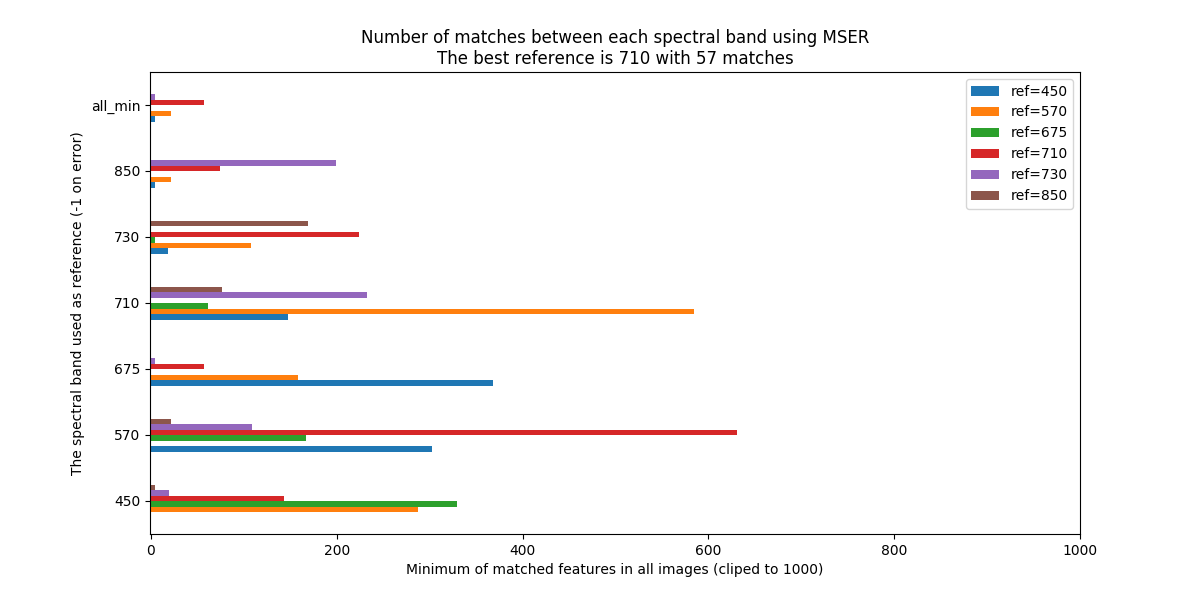 Number of matches between each spectral band using MSER
The best reference is 710 with 57 matches
The spectral band used as reference (-1 on error)
all_min
850
730
710
675
570
450
ref=450
ref=570
ref=675
ref=710
ref=730
ref=850
0 200 400 600 800 1000
Minimum of matched features in all images (cliped to 1000)